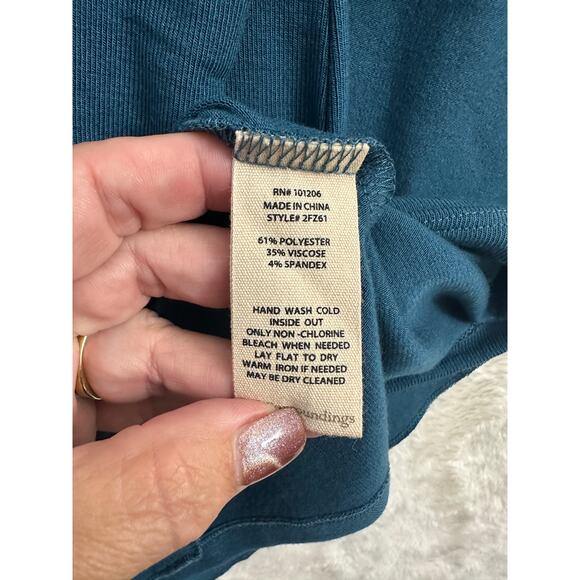 RN# 101206
MADE IN CHINA
STYLE# 2FZ61
61% POLYESTER
35% VISCOSE
4% SPANDEX
HAND WASH COLD
INSIDE OUT
ONLY NON -CHLORINE
BLEACH WHEN NEEDED
LAY FLAT TO DRY
WARM IRON IF NEEDED
MAY BE DRY CLEANED